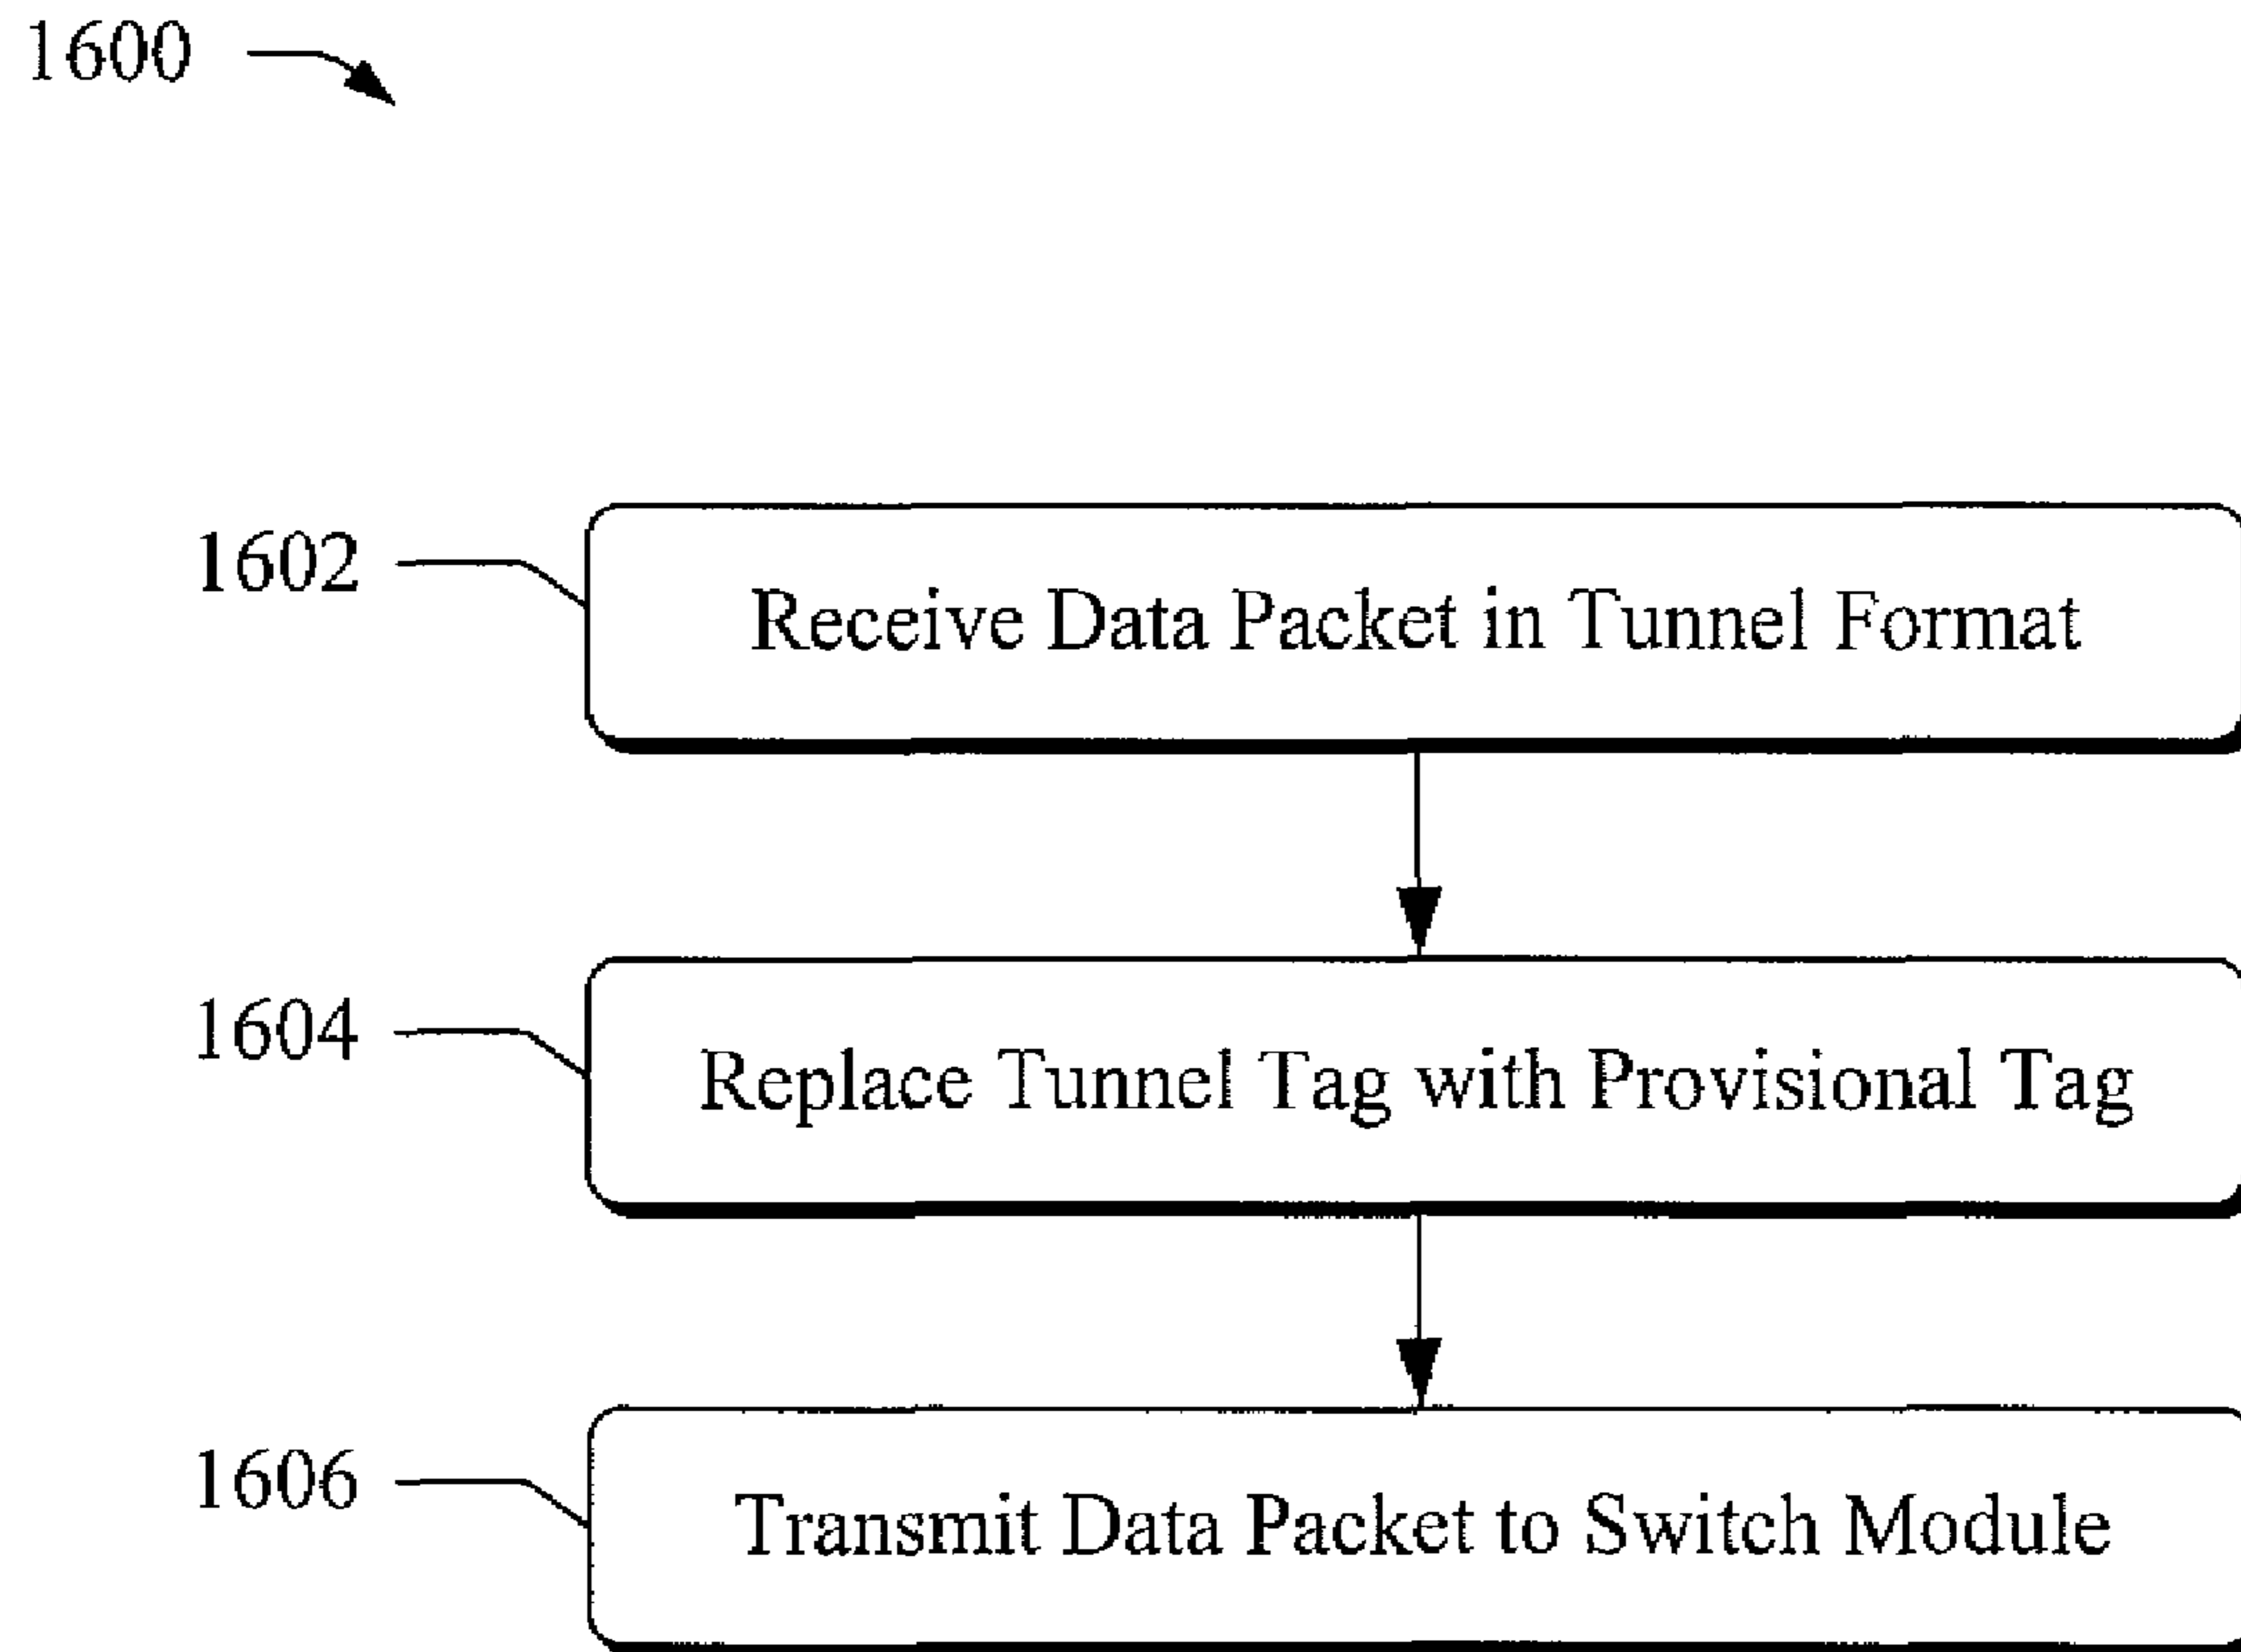 1600
1602
Receive Data Packet in Tunnel Format
1604
Replace Tunnel Tag with Provisional Tag
1606
Transmit Data Packet to Switch Module